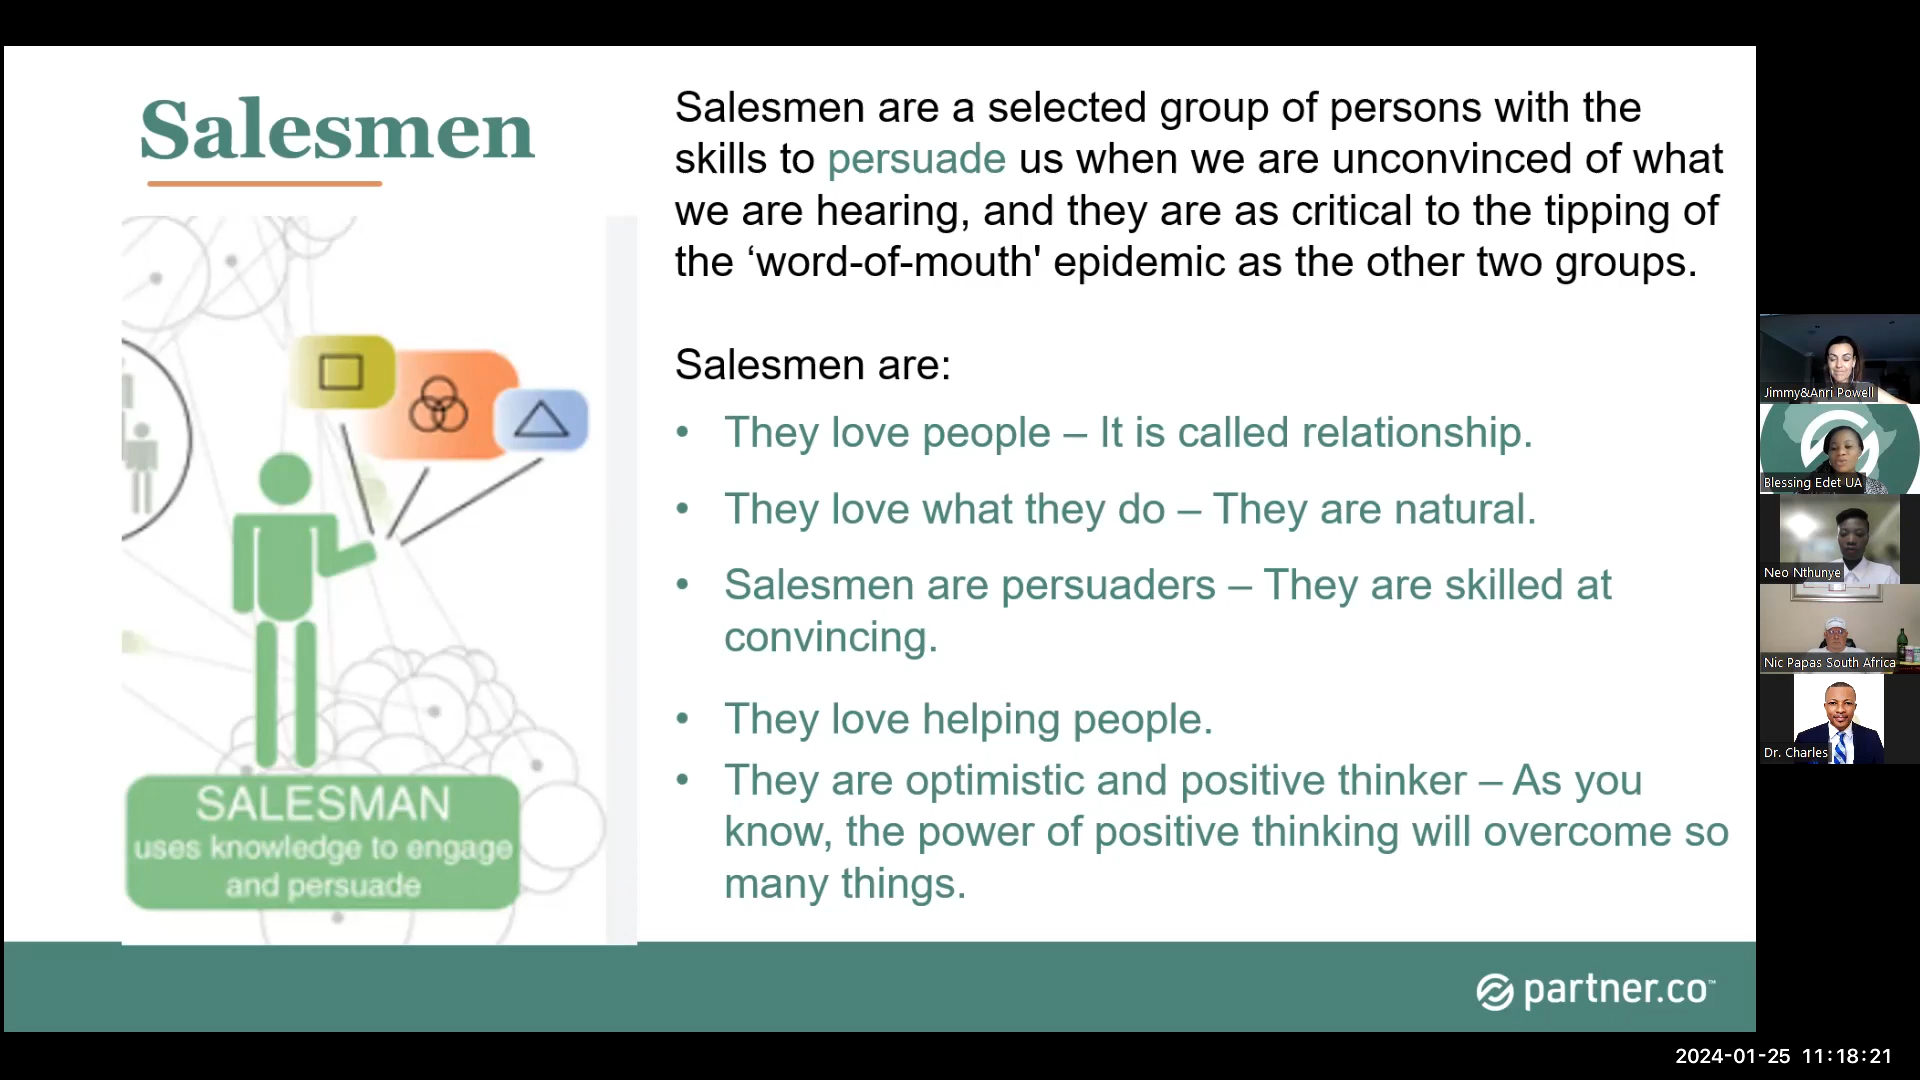 Salesmen
Salesmen are a selected group of persons with the
skills to persuade us when we are unconvinced of what
we are hearing, and they are as critical to the tipping of
the ‘word-of-mouth' epidemic as the other two groups.
Salesmen are:
• They love people – It is called relationship.
• They love what they do – They are natural.
• Salesmen are persuaders – They are skilled at
convincing.
• They love helping people.
• They are optimistic and positive thinker – As you
know, the power of positive thinking will overcome so
many things.
SALESMAN
uses knowledge to engage
and persuade
partner.co™
Jimmy&Anri Powell
Blessing Edet UA
Neo Nthunye
Nic Papas South Africa
Dr. Charles
2024-01-25 11:18:21